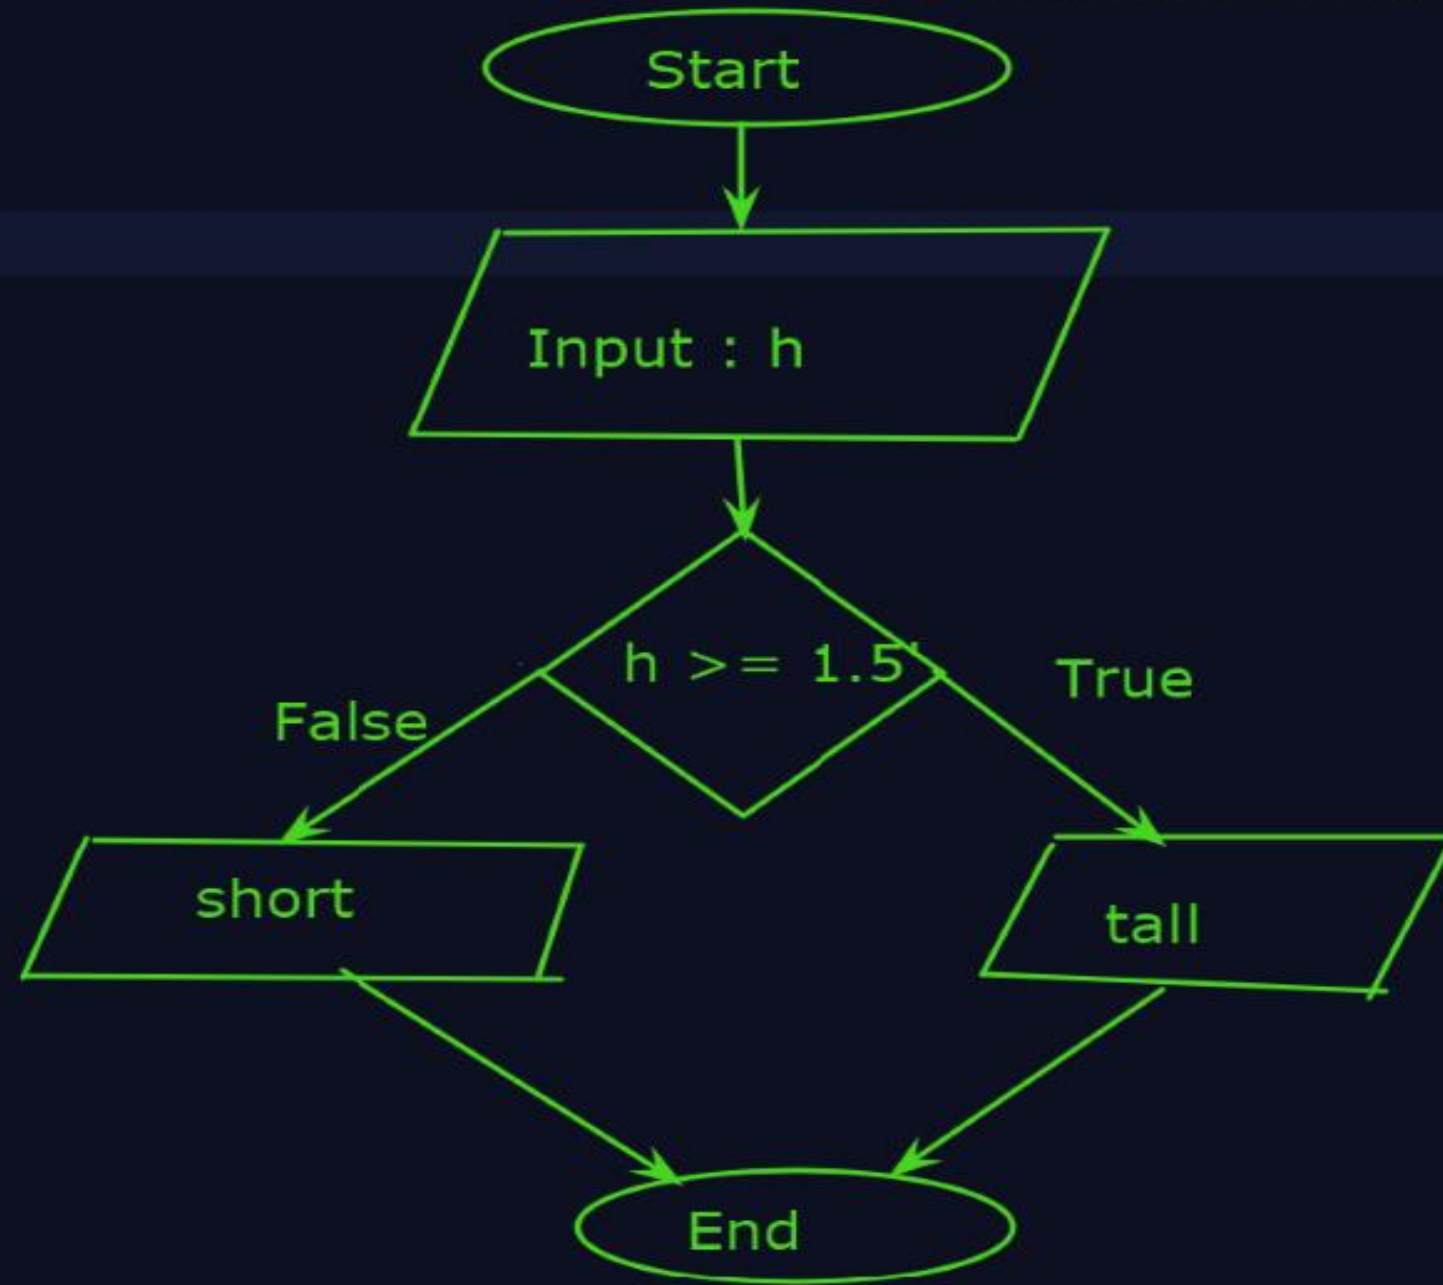 Start
Input : h
h >= 1.5'
True
False
short
tall
End